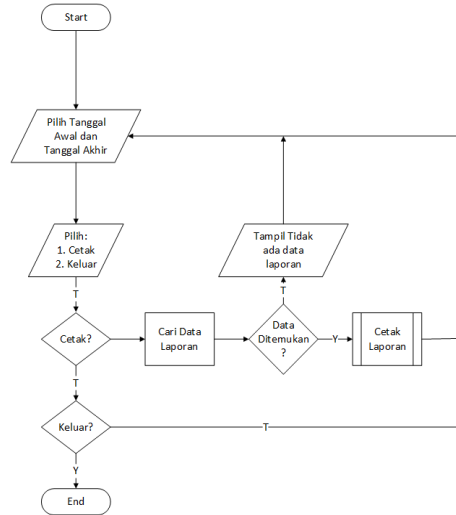 Start
Pilih Tanggal
Awal dan
Tanggal Akhir
Pilih:
1. Cetak
2. Keluar
Tampil Tidak
ada data
laporan
T
T
Cetak?
Cari Data
Laporan
Data
Ditemukan
?
Y
Cetak
Laporan
T
Keluar?
T
Y
End